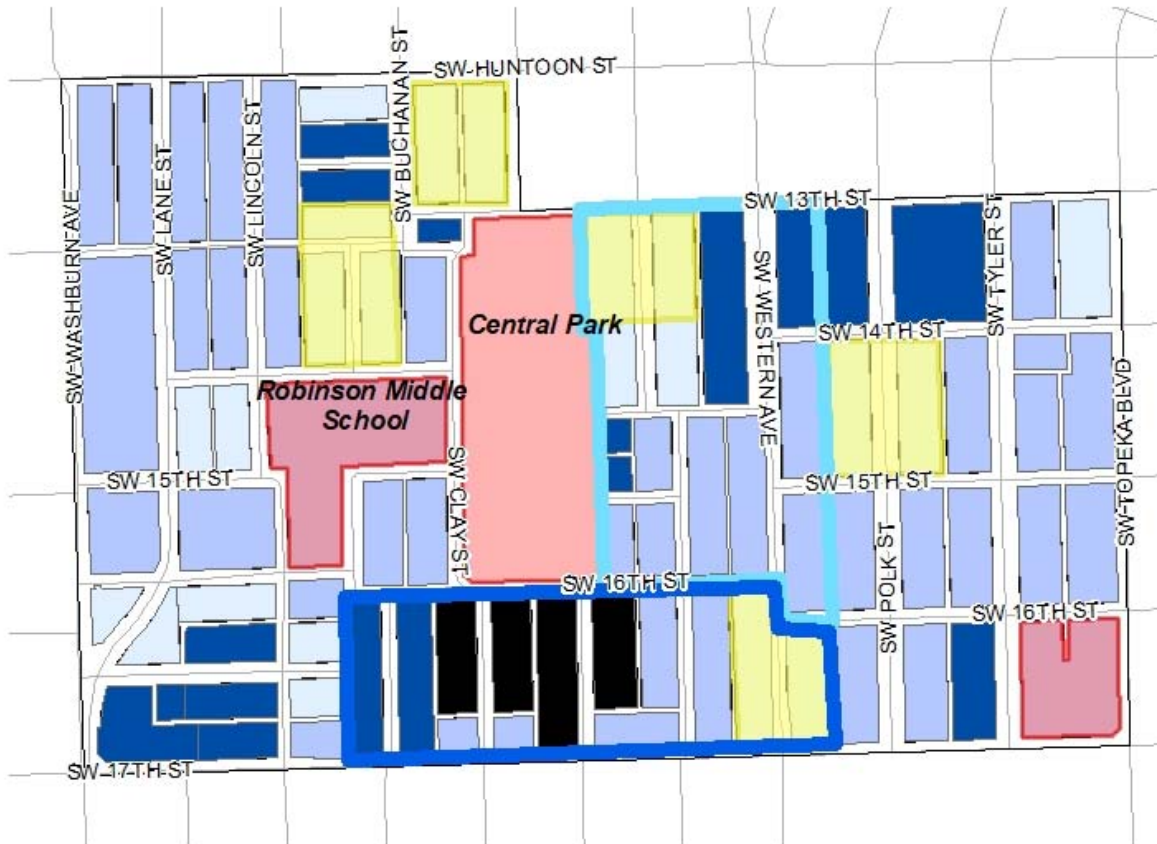 SW HUNTOON ST
SW BUCHANAN ST
SW WASHBURN AVE
SW LANE ST
SW LINCOLN ST
SW 13TH ST
SW TYLER ST
SW WESTERN AVE
Central Park
SW 14TH ST
SW TOPEKA BLVD
Robinson Middle
School
SW 15TH ST
SW CLAY ST
SW 15TH ST
SW POLK ST
SW 16TH ST
SW 16TH ST
SW 17TH ST